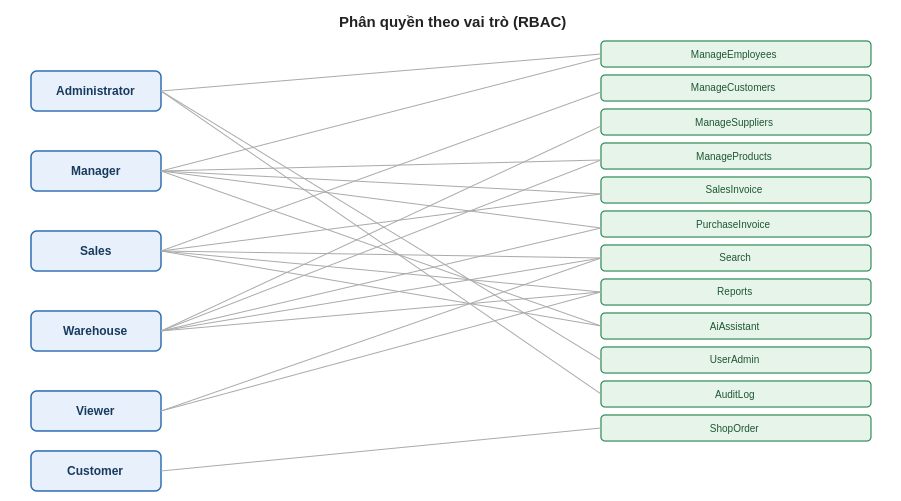 Phân quyền theo vai trò (RBAC)
Administrator
Manager
Sales
Warehouse
Viewer
Customer
ManageEmployees
ManageCustomers
ManageSuppliers
ManageProducts
SalesInvoice
PurchaseInvoice
Search
Reports
AiAssistant
UserAdmin
AuditLog
ShopOrder